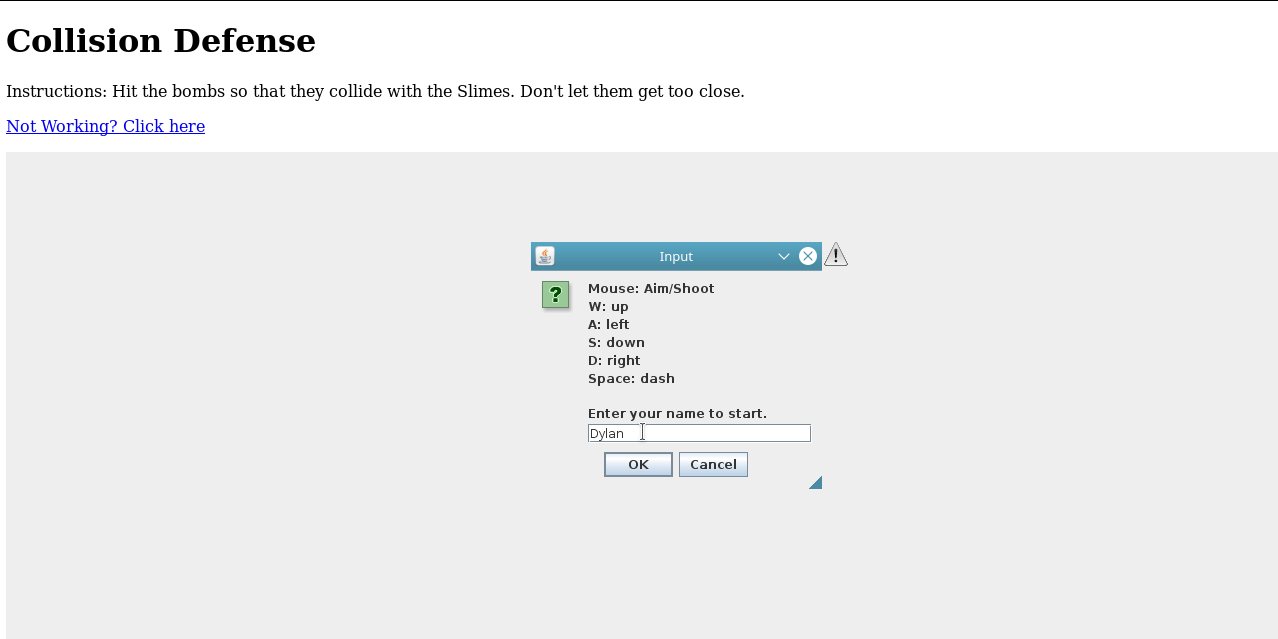 Collision Defense
Instructions: Hit the bombs so that they collide with the Slimes. Don't let them get too close.
Not Working? Click here
Input
Mouse: Aim/Shoot
W: up
A: left
S: down
D: right
Space: dash
Enter your name to start.
Dylan
OK Cancel